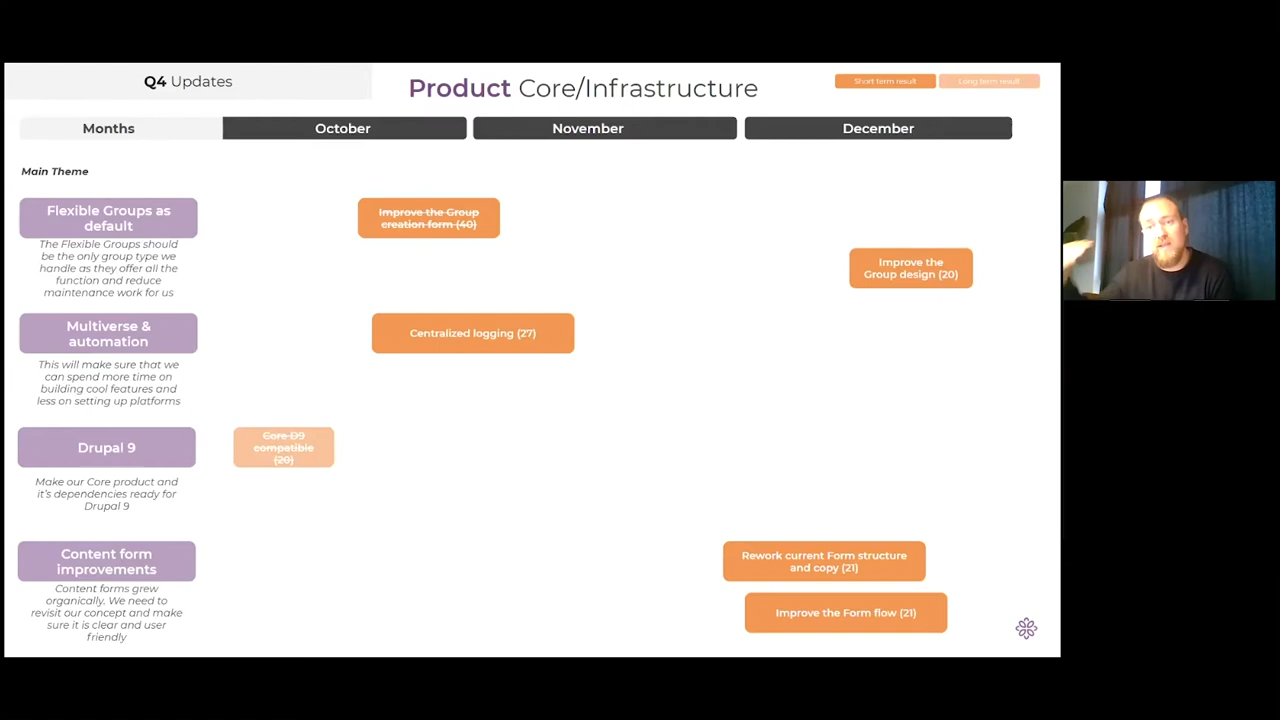 Q4 Updates
Product Core/Infrastructure
Short term result
Long term result
Months
October
November
December
Main Theme
Flexible Groups as
default
The Flexible Groups should
be the only group type we
handle as they offer all the
function and reduce
maintenance work for us
Improve the Group
creation form (40)
Improve the
Group design (20)
Multiverse &
automation
This will make sure that we
can spend more time on
building cool features and
less on setting up platforms
Centralized logging (27)
Drupal 9
Make our Core product and
it's dependencies ready for
Drupal 9
Core D9
compatible
(20)
Content form
improvements
Content forms grew
organically. We need to
revisit our concept and make
sure it is clear and user
friendly
Rework current Form structure
and copy (21)
Improve the Form flow (21)